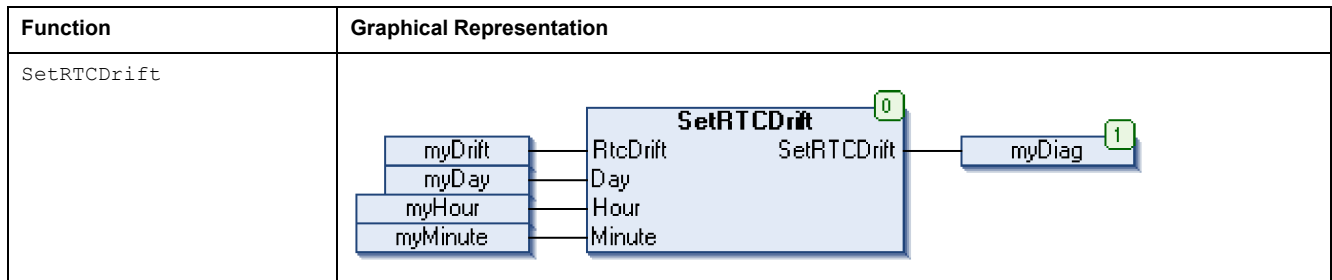 Function
Graphical Representation
SetRTCDrift
0
SetRTCDrift
myDrift
RtcDrift
SetRTCDrift
myDiag
1
myDay
Day
myHour
Hour
myMinute
Minute